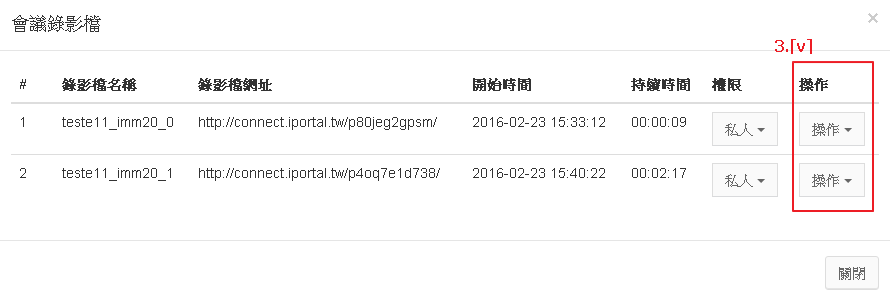 會議錄影檔 ×
3.[v]
# 錄影檔名稱 錄影檔網址 開始時間 持續時間 權限 操作
1 teste11_imm20_0 http://connect.iportal.tw/p80jeg2gpsm/ 2016-02-23 15:33:12 00:00:09 私人 操作
2 teste11_imm20_1 http://connect.iportal.tw/p4oq7e1d738/ 2016-02-23 15:40:22 00:02:17 私人 操作
關閉